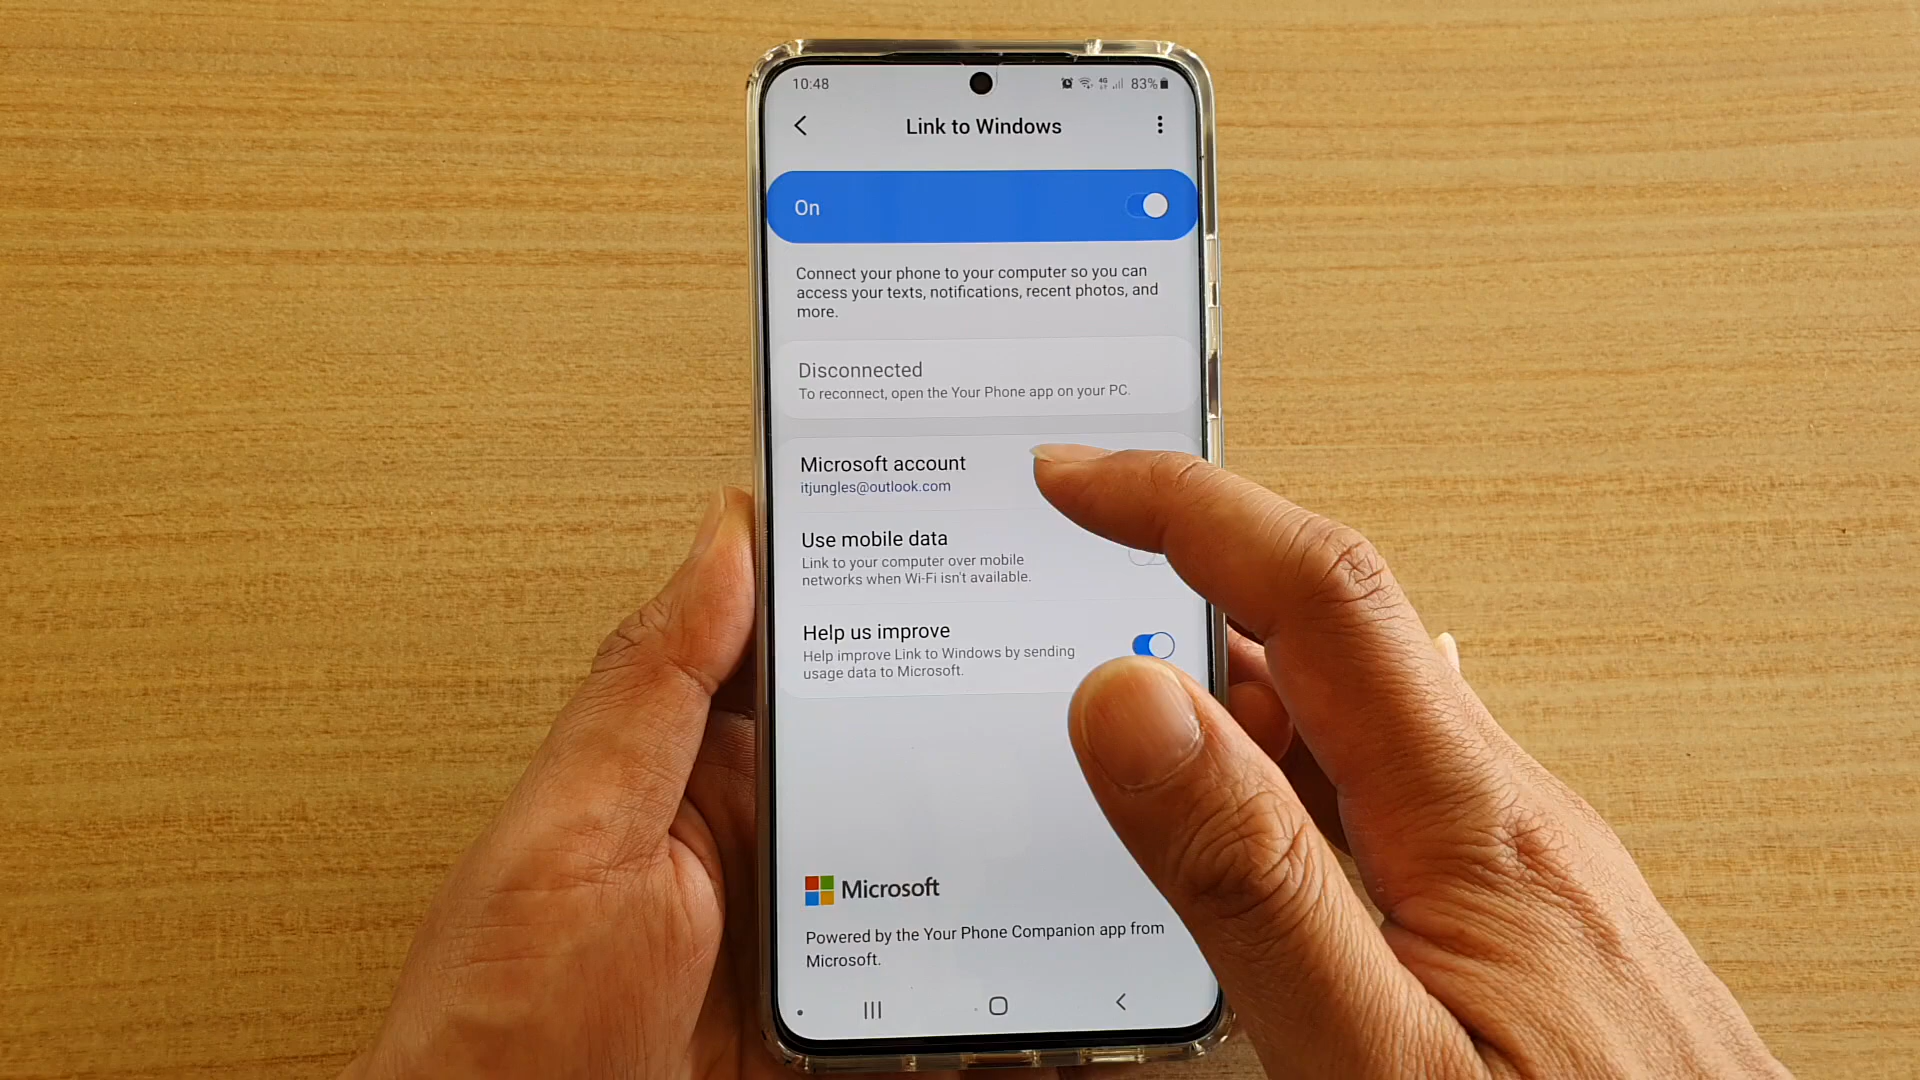 10:48
4G
83%
Link to Windows
On
Connect your phone to your computer so you can
access your texts, notifications, recent photos, and
more.
Disconnected
To reconnect, open the Your Phone app on your PC.
Microsoft account
itjungles@outlook.com
Use mobile data
Link to your computer over mobile
networks when Wi-Fi isn't available.
Help us improve
Help improve Link to Windows by sending
usage data to Microsoft.
Microsoft
Powered by the Your Phone Companion app from
Microsoft.